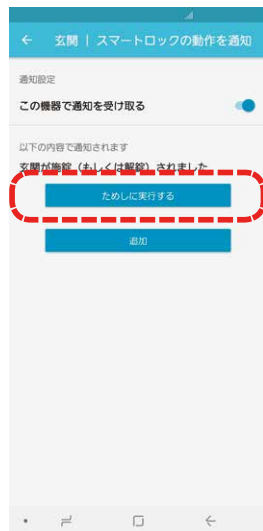 玄関 | スマートロックの動作を通知
通知設定
この機器で通知を受け取る
以下の内容で通知されます
玄関が施錠（もしくは解錠）されました
ためしに実行する
追加